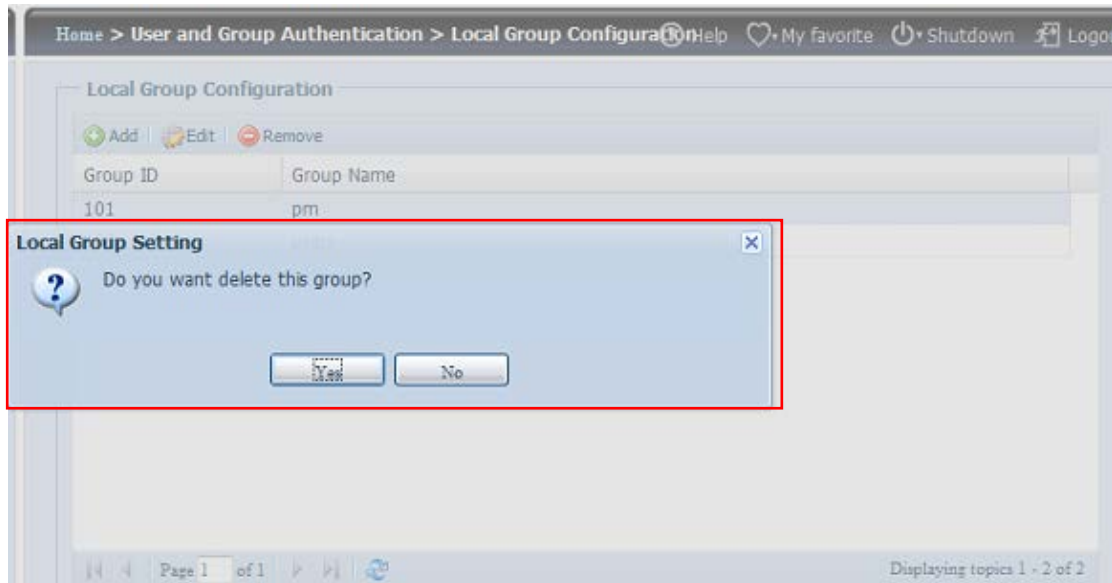 Home > User and Group Authentication > Local Group Configuration Help My favorite Shutdown
Local Group Configuration
Add Edit Remove
Group ID Group Name
101 pm
Local Group Setting
Do you want delete this group?
Yes No
Page 1 of 1 Displaying topics 1 - 2 of 2